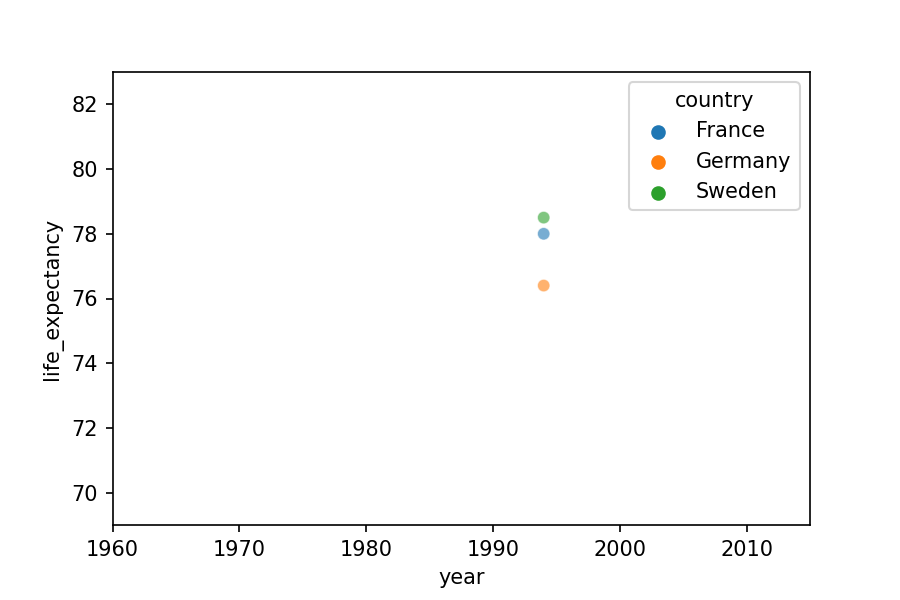 82
80
78
76
74
72
70
life_expectancy
country
France
Germany
Sweden
1960 1970 1980 1990 2000 2010
year